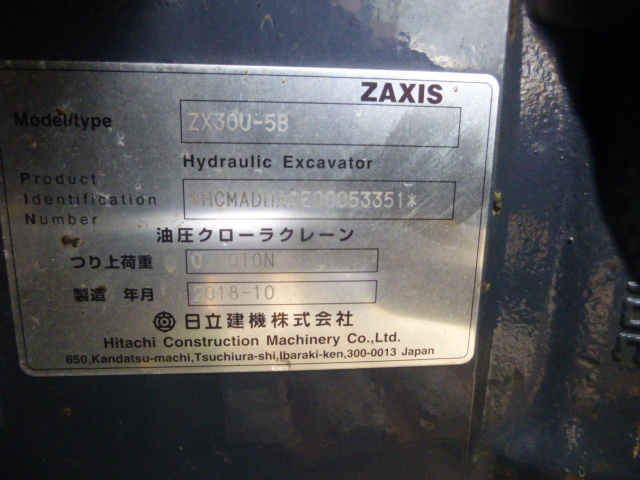 ZAXIS
Model/type ZX30U-5B
Hydraulic Excavator
Product
Identification
Number
油圧クローラクレーン
つり上荷重
製造 年月 2018-10
日立建機株式会社
Hitachi Construction Machinery Co.,Ltd.
650,Kandatsu-machi,Tsuchiura-shi,Ibaraki-ken,300-0013 Japan